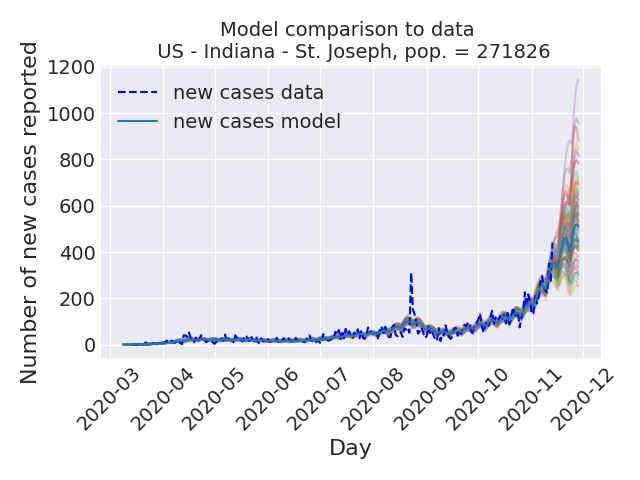 Model comparison to data
US - Indiana - St. Joseph, pop. = 271826
Number of new cases reported
1200
1000
800
600
400
200
0
new cases data
new cases model
2020-03
2020-04
2020-05
2020-06
2020-07
2020-08
2020-09
2020-10
2020-11
2020-12
Day